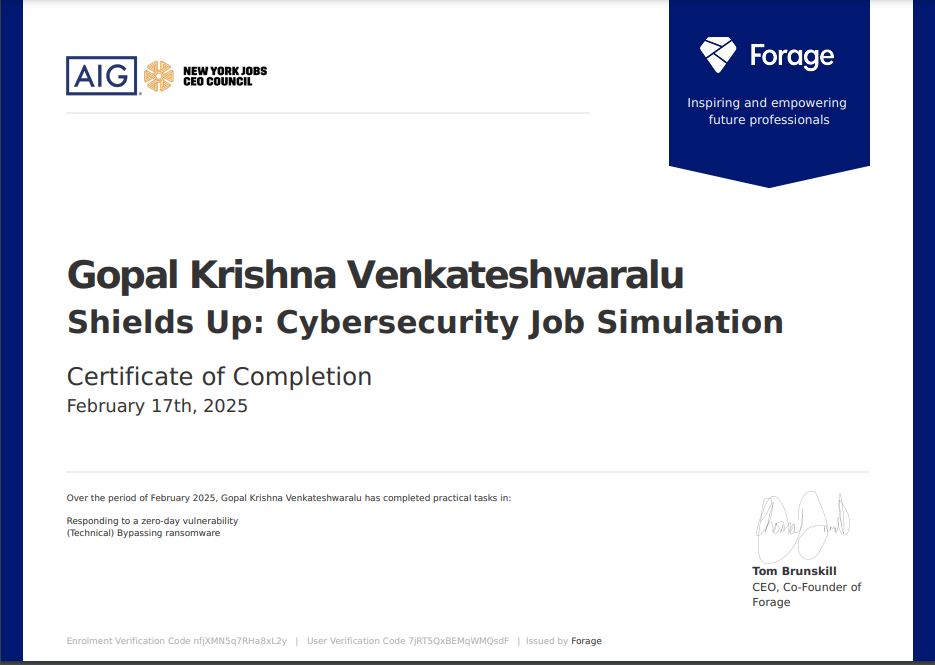 AIG
NEW YORK JOBS
CEO COUNCIL
Forage
Inspiring and empowering
future professionals
Gopal Krishna Venkateshwaralu
Shields Up: Cybersecurity Job Simulation
Certificate of Completion
February 17th, 2025
Over the period of February 2025, Gopal Krishna Venkateshwaralu has completed practical tasks in:
Responding to a zero-day vulnerability
(Technical) Bypassing ransomware
Tom Brunskill
CEO, Co-Founder of
Forage
Enrolment Verification Code nfjXMN5q7RHa8xL2y | User Verification Code 7jRT5QxBEMqWMQsdF | Issued by Forage